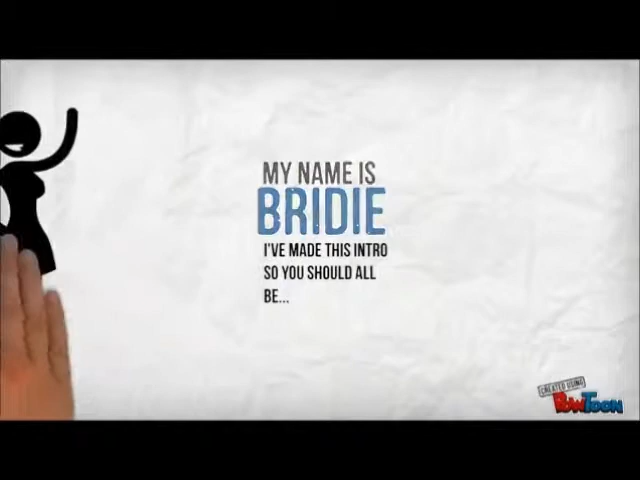 MY NAME IS
BRIDIE
I'VE MADE THIS INTRO
SO YOU SHOULD ALL
BE...
CREATED USING
POWTOON